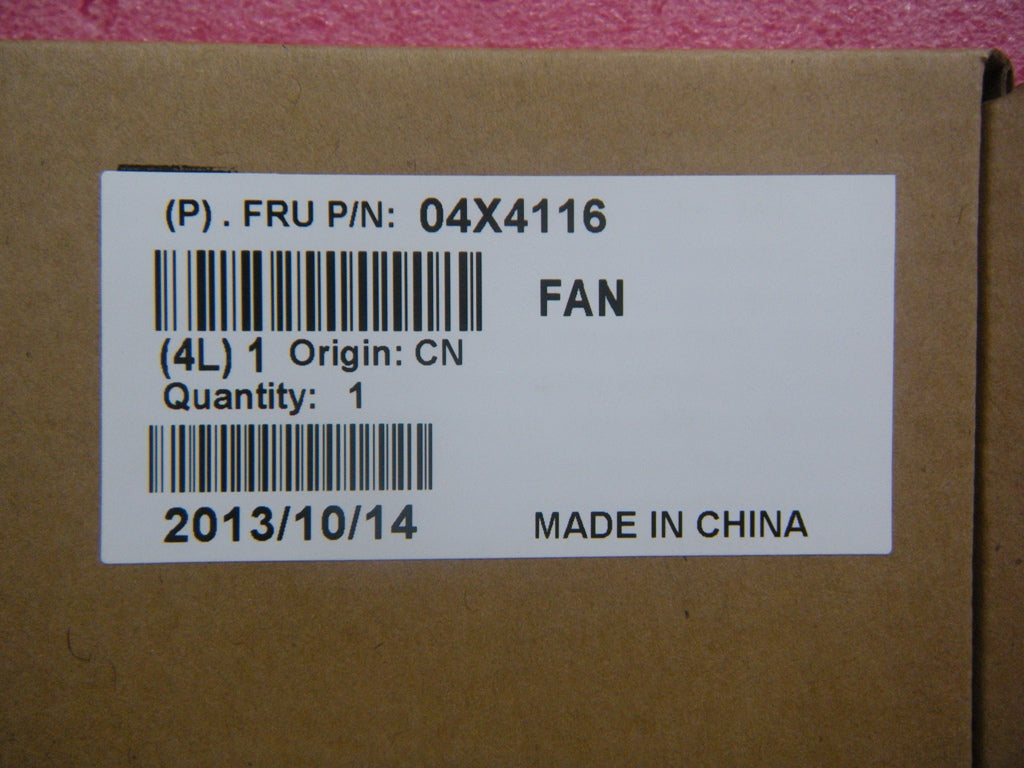 (P) . FRU P/N: 04X4116
FAN
(4L) 1 Origin: CN
Quantity: 1
2013/10/14
MADE IN CHINA